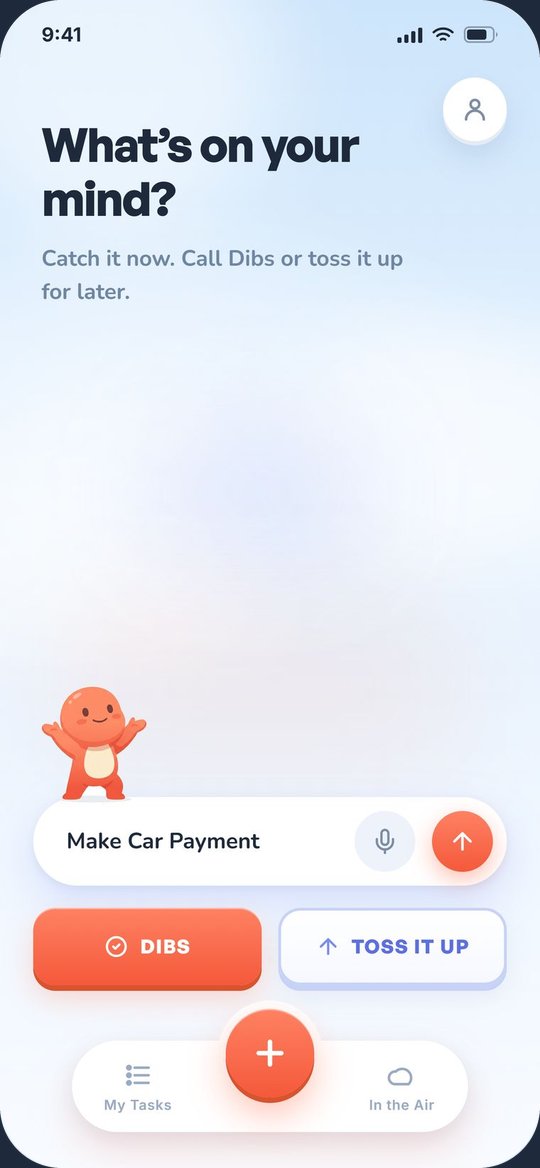 9:41
What’s on your
mind?
Catch it now. Call Dibs or toss it up
for later.
Make Car Payment
DIBS
TOSS IT UP
My Tasks
In the Air